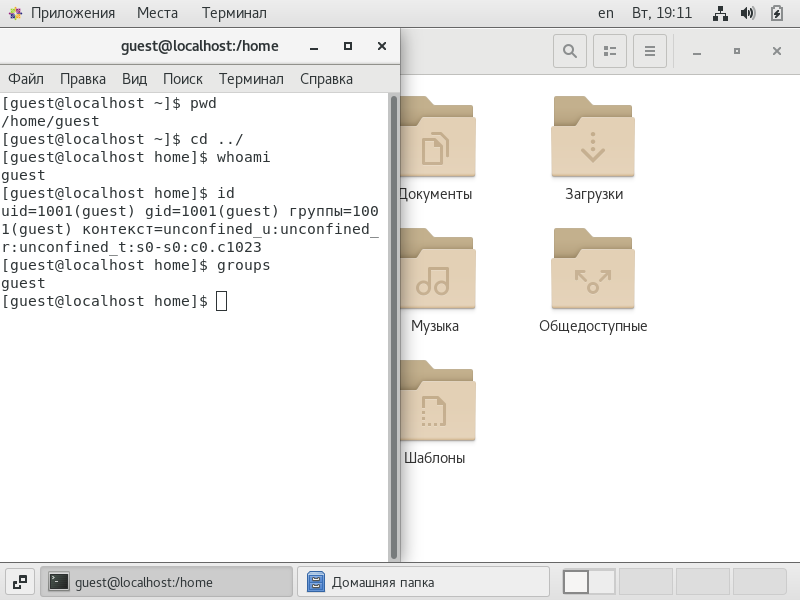 Приложения Места Терминал en Вт, 19:11
guest@localhost:/home
Файл Правка Вид Поиск Терминал Справка
[guest@localhost ~]$ pwd
/home/guest
[guest@localhost ~]$ cd ../
[guest@localhost home]$ whoami
guest
[guest@localhost home]$ id
uid=1001(guest) gid=1001(guest) группы=100
1(guest) контекст=unconfined_u:unconfined_
r:unconfined_t:s0-s0:c0.c1023
[guest@localhost home]$ groups
guest
[guest@localhost home]$
Документы Загрузки
Музыка Общедоступные
Шаблоны
guest@localhost:/home Домашняя папка